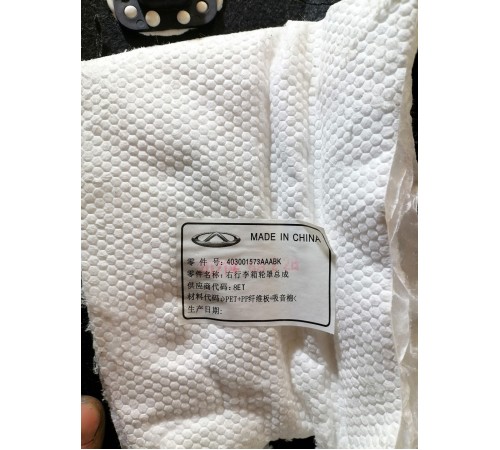 MADE IN CHINA
零 件 号: 403001573AAABK
零件名称: 右行李箱轮罩总成
供应商代码: 8ET
材料代码: >PET+PP纤维板+吸音棉<
生产日期: